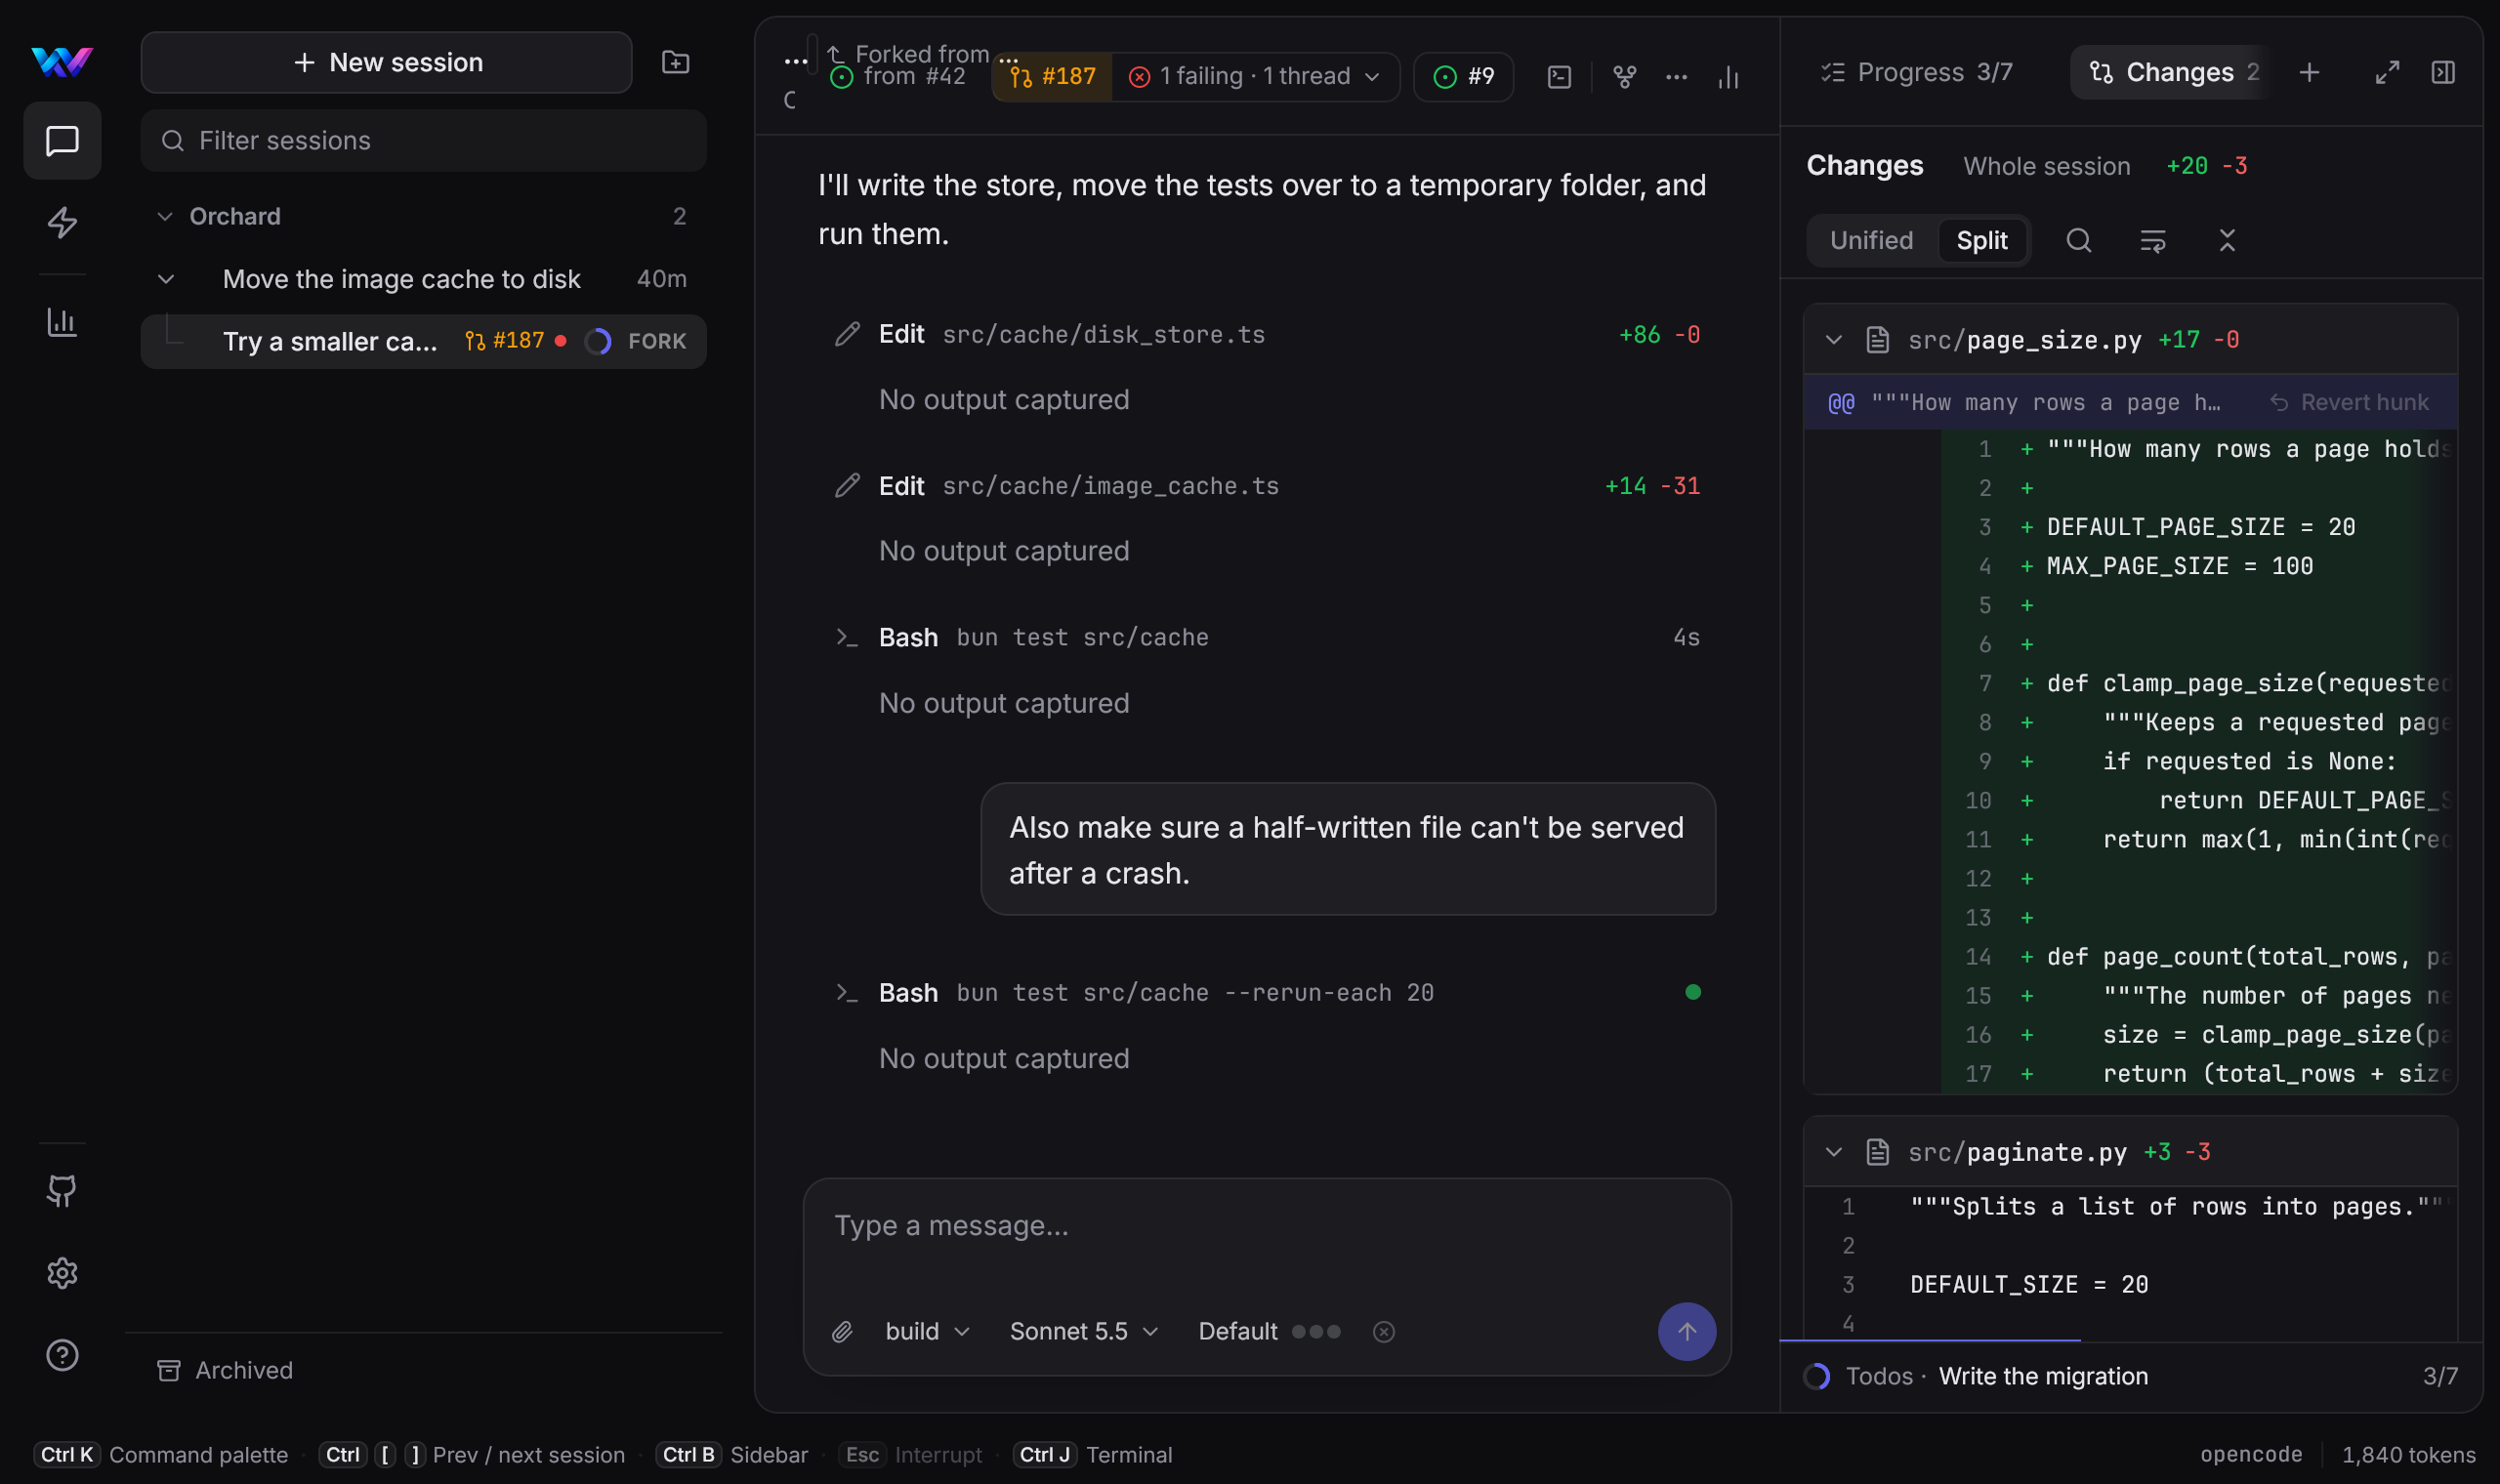 New session
Filter sessions
Orchard 2
Move the image cache to disk 40m
Try a smaller ca... #187 FORK
Archived
Forked from ...
from #42 #187 1 failing · 1 thread #9
I'll write the store, move the tests over to a temporary folder, and
run them.
Edit src/cache/disk_store.ts +86 -0
No output captured
Edit src/cache/image_cache.ts +14 -31
No output captured
Bash bun test src/cache 4s
No output captured
Also make sure a half-written file can't be served
after a crash.
Bash bun test src/cache --rerun-each 20
No output captured
Type a message...
build Sonnet 5.5 Default
Progress 3/7 Changes 2
Changes Whole session +20 -3
Unified Split
src/page_size.py +17 -0
@@ """How many rows a page h... Revert hunk
1 + """How many rows a page holds
2 +
3 + DEFAULT_PAGE_SIZE = 20
4 + MAX_PAGE_SIZE = 100
5 +
6 +
7 + def clamp_page_size(requested
8 + """Keeps a requested page
9 + if requested is None:
10 + return DEFAULT_PAGE_S
11 + return max(1, min(int(req
12 +
13 +
14 + def page_count(total_rows, pa
15 + """The number of pages ne
16 + size = clamp_page_size(pa
17 + return (total_rows + size
src/paginate.py +3 -3
1 """Splits a list of rows into pages."""
2
3 DEFAULT_SIZE = 20
4
Todos · Write the migration 3/7
Ctrl K Command palette · Ctrl [ ] Prev / next session · Ctrl B Sidebar · Esc Interrupt · Ctrl J Terminal
opencode 1,840 tokens